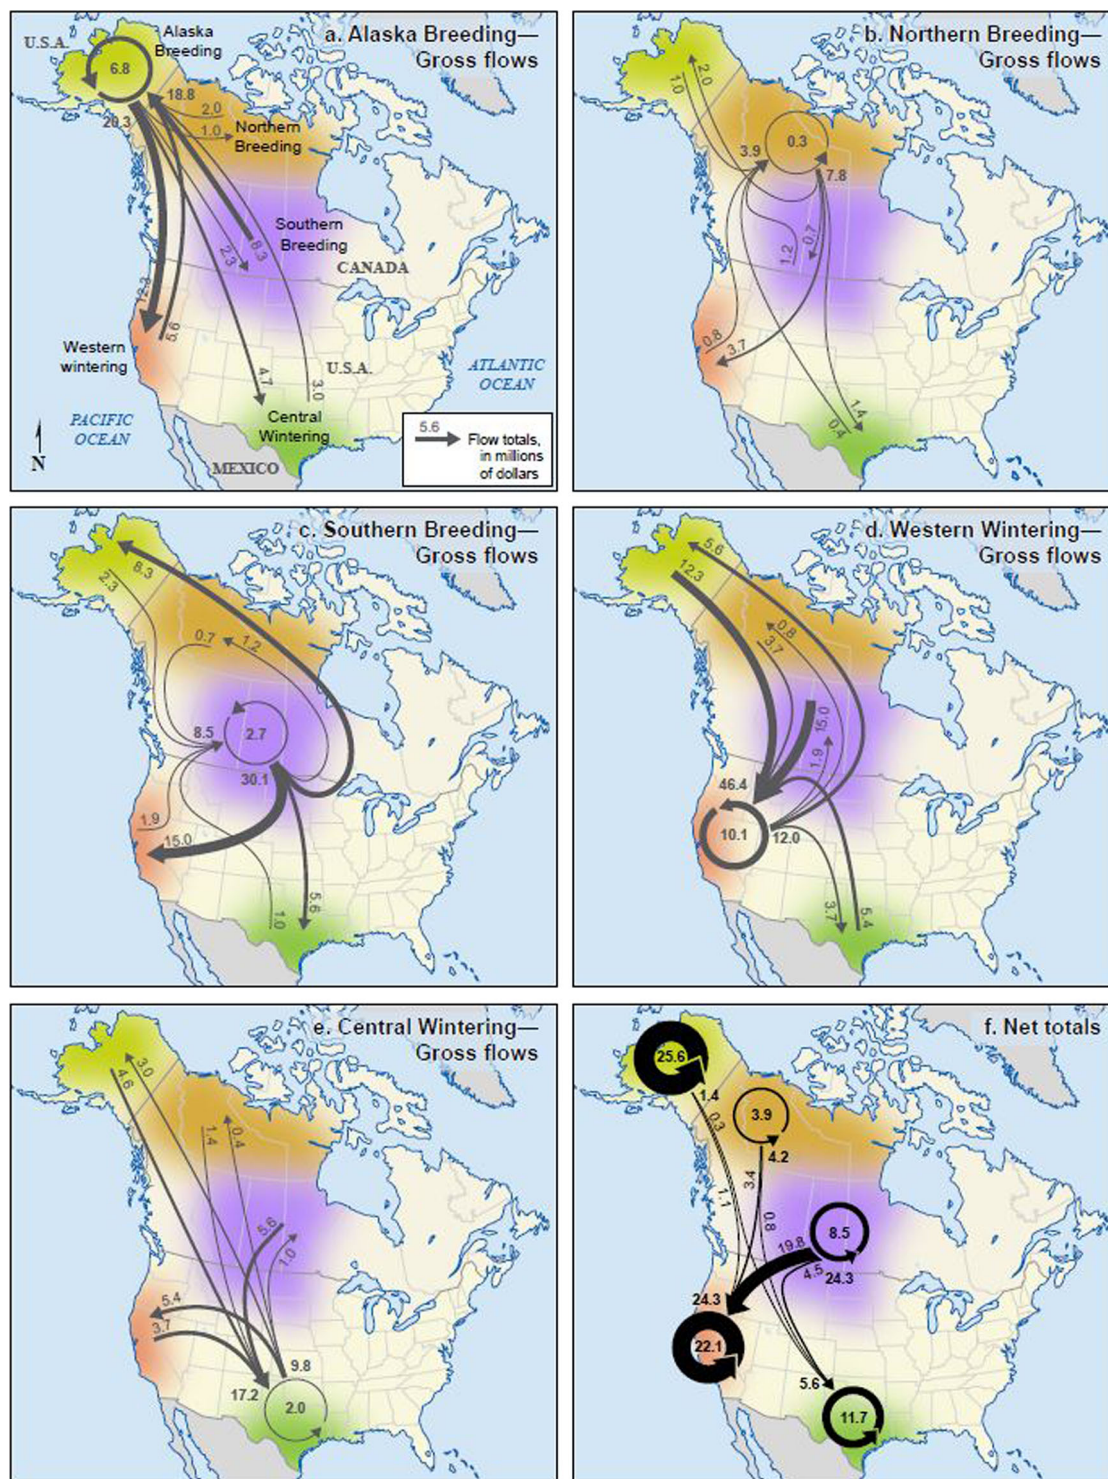 a. Alaska Breeding—
Gross flows
U.S.A.
Alaska
Breeding
6.8
18.8
2.0
20.3
1.0
Northern
Breeding
Southern
Breeding
8.3
2.3
CANADA
12.3
5.6
Western
wintering
4.7
3.0
U.S.A.
ATLANTIC
OCEAN
PACIFIC
OCEAN
Central
Wintering
N
MEXICO
5.6
Flow totals,
in millions
of dollars
b. Northern Breeding—
Gross flows
2.0
1.0
3.9
0.3
7.8
1.2
0.7
0.8
3.7
1.4
0.4
c. Southern Breeding—
Gross flows
8.3
2.3
0.7
1.2
8.5
2.7
30.1
1.9
15.0
5.6
1.0
d. Western Wintering—
Gross flows
5.6
12.3
0.8
3.7
15.0
1.9
46.4
10.1
12.0
3.7
5.4
e. Central Wintering—
Gross flows
3.0
4.6
1.4
0.4
5.6
1.0
5.4
3.7
9.8
17.2
2.0
f. Net totals
25.6
1.4
0.3
3.9
4.2
3.4
1.1
0.8
19.8
8.5
4.5
24.3
24.3
22.1
5.6
11.7